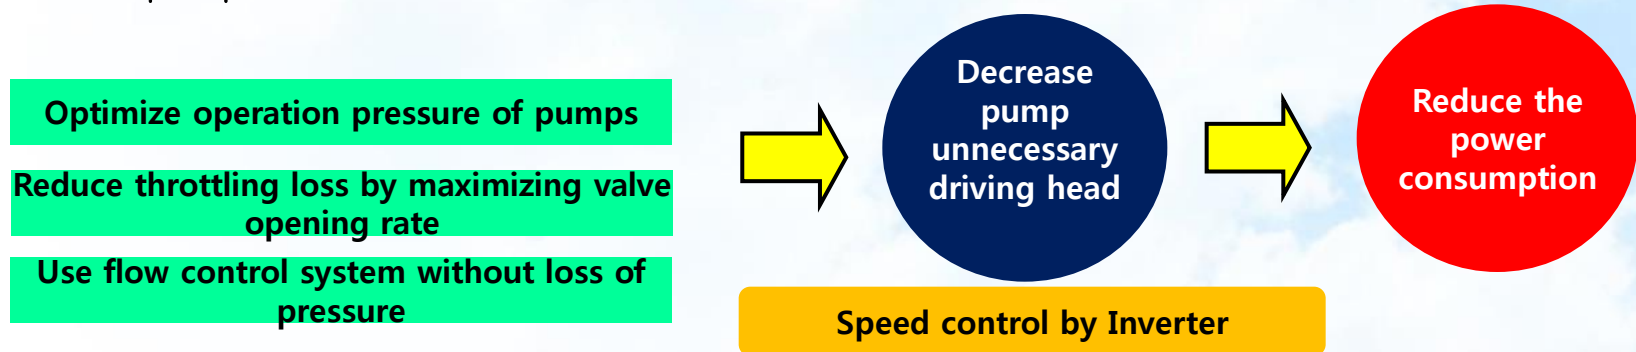 Optimize operation pressure of pumps
Reduce throttling loss by maximizing valve
opening rate
Use flow control system without loss of
pressure
Decrease
pump
unnecessary
driving head
Speed control by Inverter
Reduce the
power
consumption